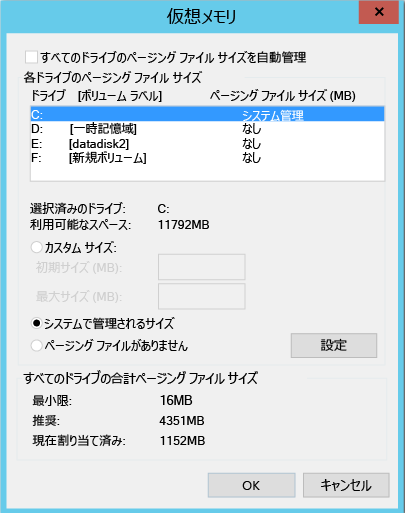 仮想メモリ
×
すべてのドライブのページング ファイル サイズを自動管理
各ドライブのページング ファイル サイズ
ドライブ [ボリューム ラベル] ページング ファイル サイズ (MB)
C: システム管理
D: [一時記憶域] なし
E: [datadisk2] なし
F: [新規ボリューム] なし
選択済みのドライブ: C:
利用可能なスペース: 11792MB
カスタム サイズ:
初期サイズ (MB):
最大サイズ (MB):
システムで管理されるサイズ
ページング ファイルがありません 設定
すべてのドライブの合計ページング ファイル サイズ
最小限: 16MB
推奨: 4351MB
現在割り当て済み: 1152MB
OK キャンセル